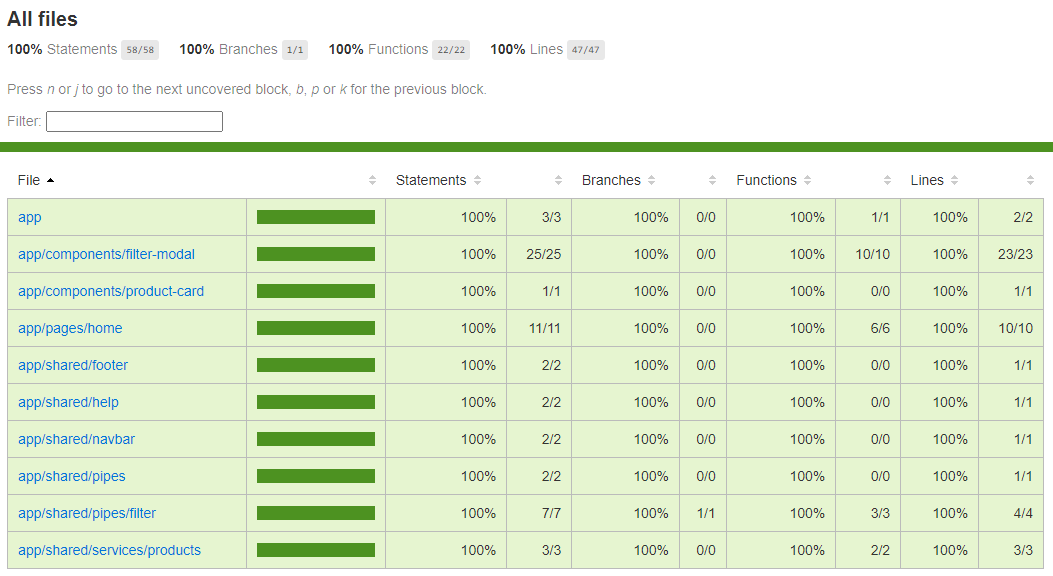 All files
100% Statements 58/58 100% Branches 1/1 100% Functions 22/22 100% Lines 47/47
Press n or j to go to the next uncovered block, b, p or k for the previous block.
Filter:
File Statements Branches Functions Lines
app 100% 3/3 100% 0/0 100% 1/1 100% 2/2
app/components/filter-modal 100% 25/25 100% 0/0 100% 10/10 100% 23/23
app/components/product-card 100% 1/1 100% 0/0 100% 0/0 100% 1/1
app/pages/home 100% 11/11 100% 0/0 100% 6/6 100% 10/10
app/shared/footer 100% 2/2 100% 0/0 100% 0/0 100% 1/1
app/shared/help 100% 2/2 100% 0/0 100% 0/0 100% 1/1
app/shared/navbar 100% 2/2 100% 0/0 100% 0/0 100% 1/1
app/shared/pipes 100% 2/2 100% 0/0 100% 0/0 100% 1/1
app/shared/pipes/filter 100% 7/7 100% 1/1 100% 3/3 100% 4/4
app/shared/services/products 100% 3/3 100% 0/0 100% 2/2 100% 3/3